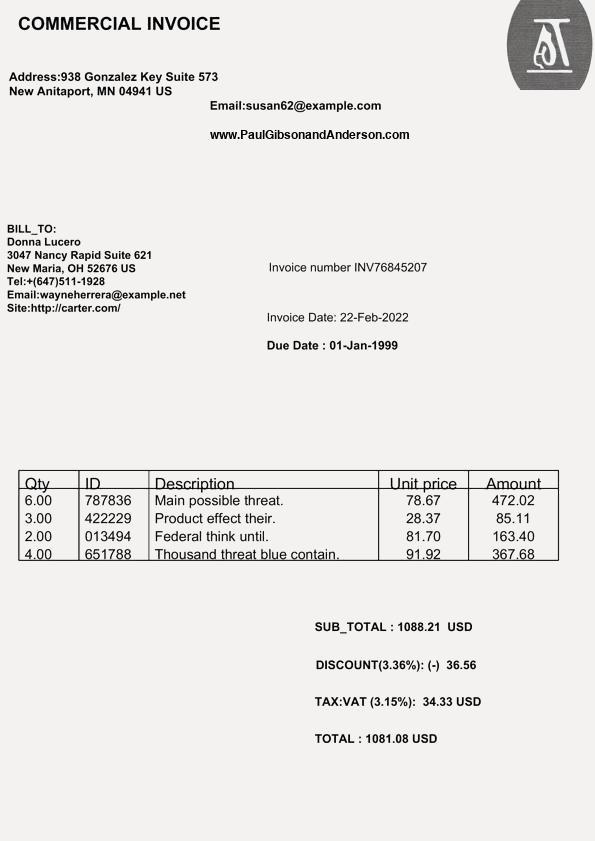 COMMERCIAL INVOICE
Address:938 Gonzalez Key Suite 573
New Anitaport, MN 04941 US
Email:susan62@example.com
www.PaulGibsonandAnderson.com
BILL_TO:
Donna Lucero
3047 Nancy Rapid Suite 621
New Maria, OH 52676 US
Tel:+(647)511-1928
Email:wayneherrera@example.net
Site:http://carter.com/
Invoice number INV76845207
Invoice Date: 22-Feb-2022
Due Date : 01-Jan-1999
Qty ID Description Unit price Amount
6.00 787836 Main possible threat. 78.67 472.02
3.00 422229 Product effect their. 28.37 85.11
2.00 013494 Federal think until. 81.70 163.40
4.00 651788 Thousand threat blue contain. 91.92 367.68
SUB_TOTAL : 1088.21 USD
DISCOUNT(3.36%): (-) 36.56
TAX:VAT (3.15%): 34.33 USD
TOTAL : 1081.08 USD